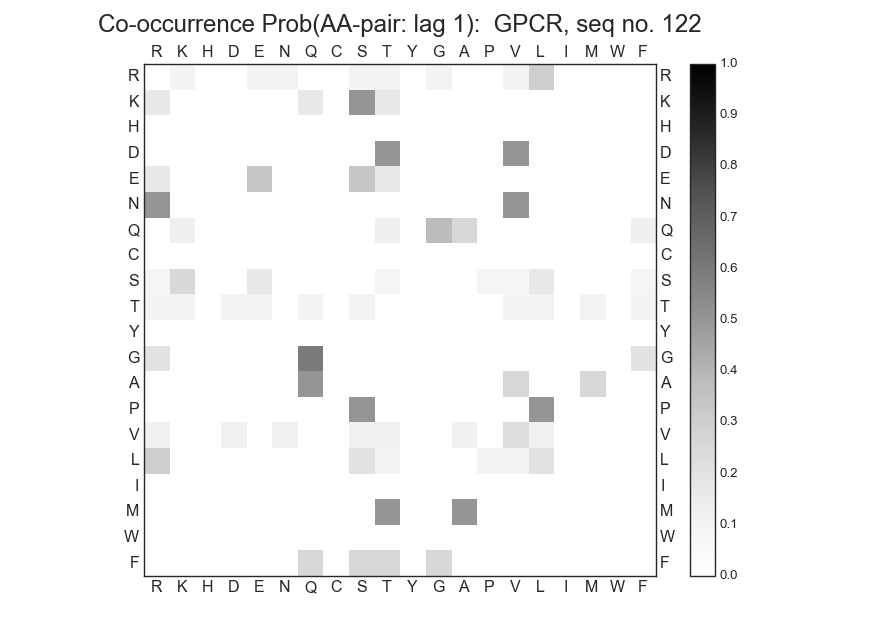 Co-occurrence Prob(AA-pair: lag 1):  GPCR, seq no. 122
R K H D E N Q C S T Y G A P V L I M W F
R R 1.0
K K 0.9
H H
D D 0.8
E E
N N 0.7
Q Q
C C 0.6
S S
T T 0.5
Y Y
G G 0.4
A A
P P 0.3
V V
L L 0.2
I I
M M 0.1
W W
F F 0.0
R K H D E N Q C S T Y G A P V L I M W F